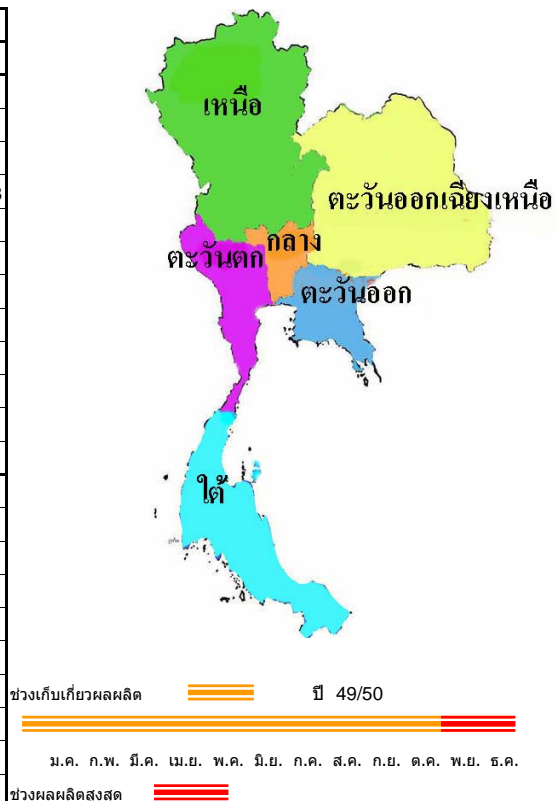 เหนือ
ตะวันออกเฉียงเหนือ
กลาง
ตะวันตก
ตะวันออก
ใต้
ช่วงเก็บเกี่ยวผลผลิต ปี 49/50
ม.ค. ก.พ. มี.ค. เม.ย. พ.ค. มิ.ย. ก.ค. ส.ค. ก.ย. ต.ค. พ.ย. ธ.ค.
ช่วงผลผลิตสูงสุด